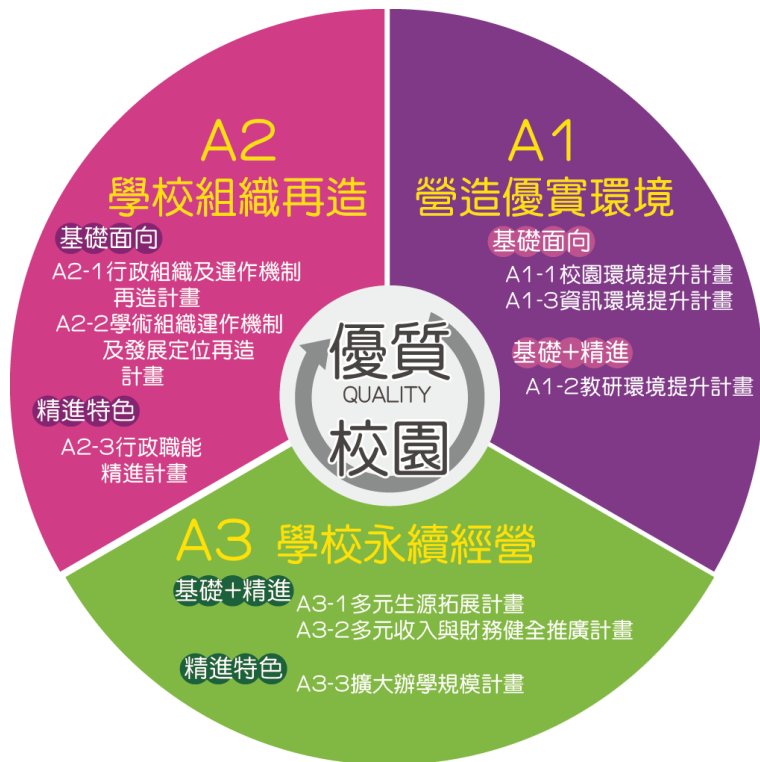 A2
學校組織再造
基礎面向
A2-1行政組織及運作機制
再造計畫
A2-2學術組織運作機制
及發展定位再造
計畫
精進特色
A2-3行政職能
精進計畫
A1
營造優實環境
基礎面向
A1-1校園環境提升計畫
A1-3資訊環境提升計畫
基礎+精進
A1-2教研環境提升計畫
優質
QUALITY
校園
A3 學校永續經營
基礎+精進
A3-1多元生源拓展計畫
A3-2多元收入與財務健全推廣計畫
精進特色
A3-3擴大辦學規模計畫